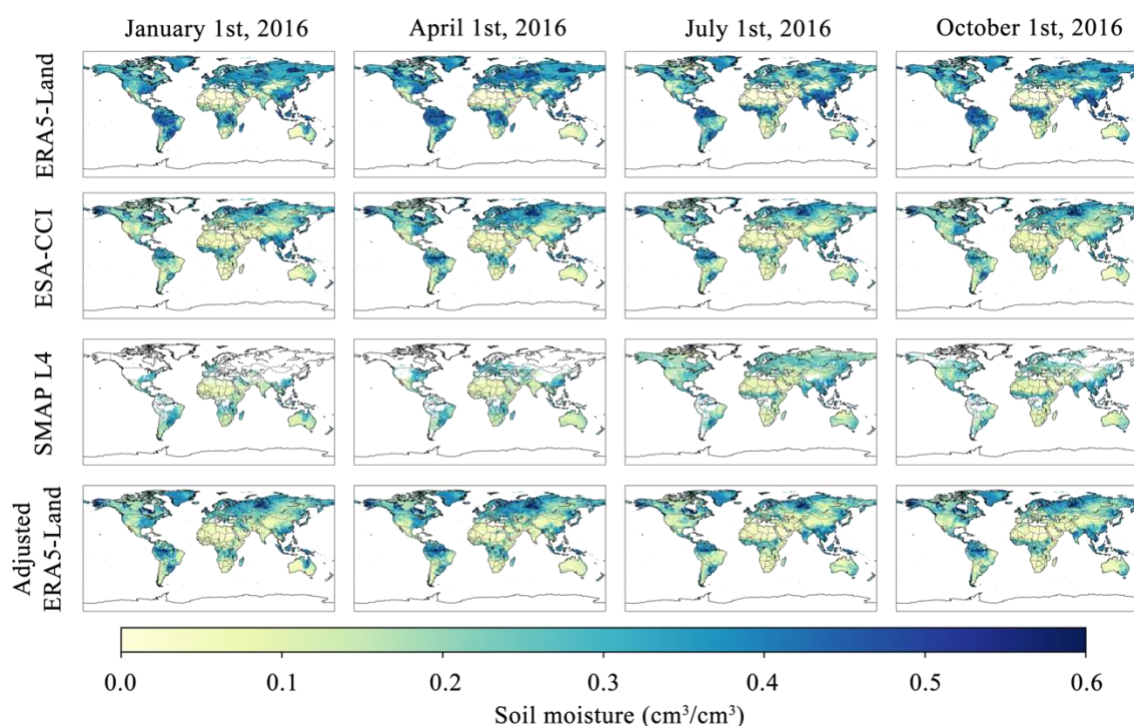 January 1st, 2016 April 1st, 2016 July 1st, 2016 October 1st, 2016
ERA5-Land
ESA-CCI
SMAP L4
Adjusted
ERA5-Land
0.0 0.1 0.2 0.3 0.4 0.5 0.6
Soil moisture (cm³/cm³)